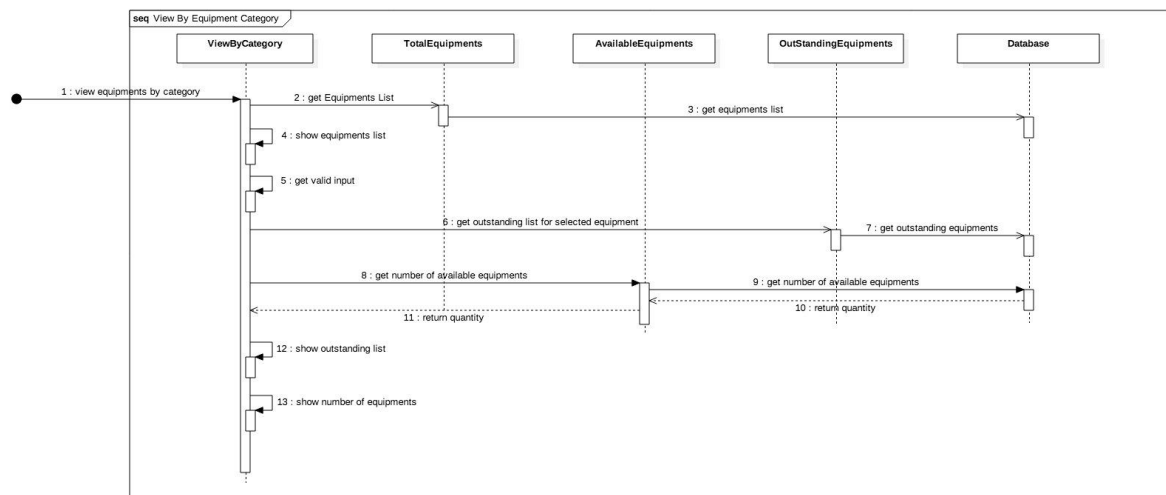 seq View By Equipment Category
ViewByCategory
TotalEquipments
AvailableEquipments
OutStandingEquipments
Database
1 : view equipments by category
2 : get Equipments List
3 : get equipments list
4 : show equipments list
5 : get valid input
6 : get outstanding list for selected equipment
7 : get outstanding equipments
8 : get number of available equipments
9 : get number of available equipments
10 : return quantity
11 : return quantity
12 : show outstanding list
13 : show number of equipments